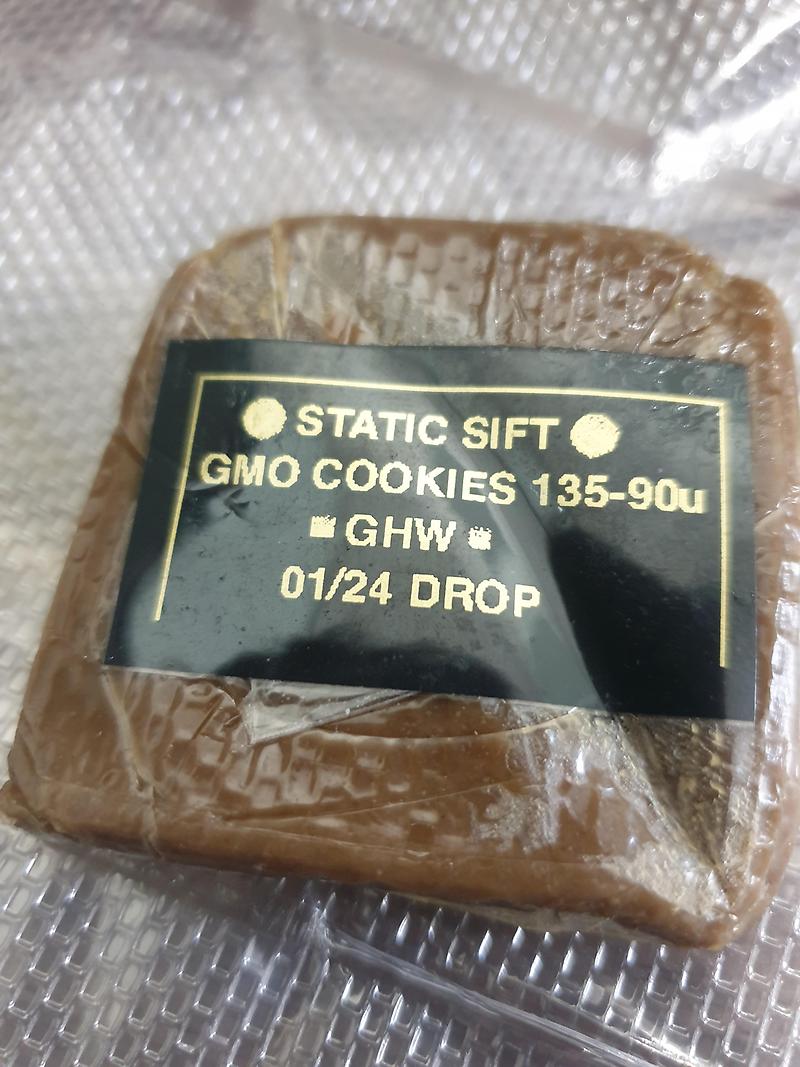 STATIC SIFT
GMO COOKIES 135-90u
GHW
01/24 DROP